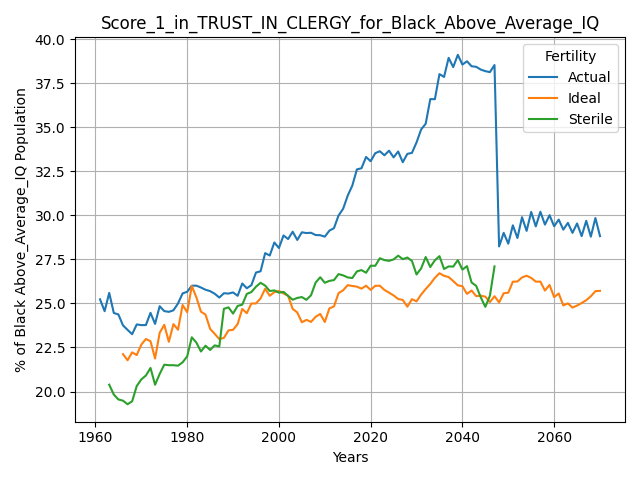 Score_1_in_TRUST_IN_CLERGY_for_Black_Above_Average_IQ
% of Black Above_Average_IQ Population
40.0
37.5
35.0
32.5
30.0
27.5
25.0
22.5
20.0
Fertility
Actual
Ideal
Sterile
1960
1980
2000
2020
2040
2060
Years